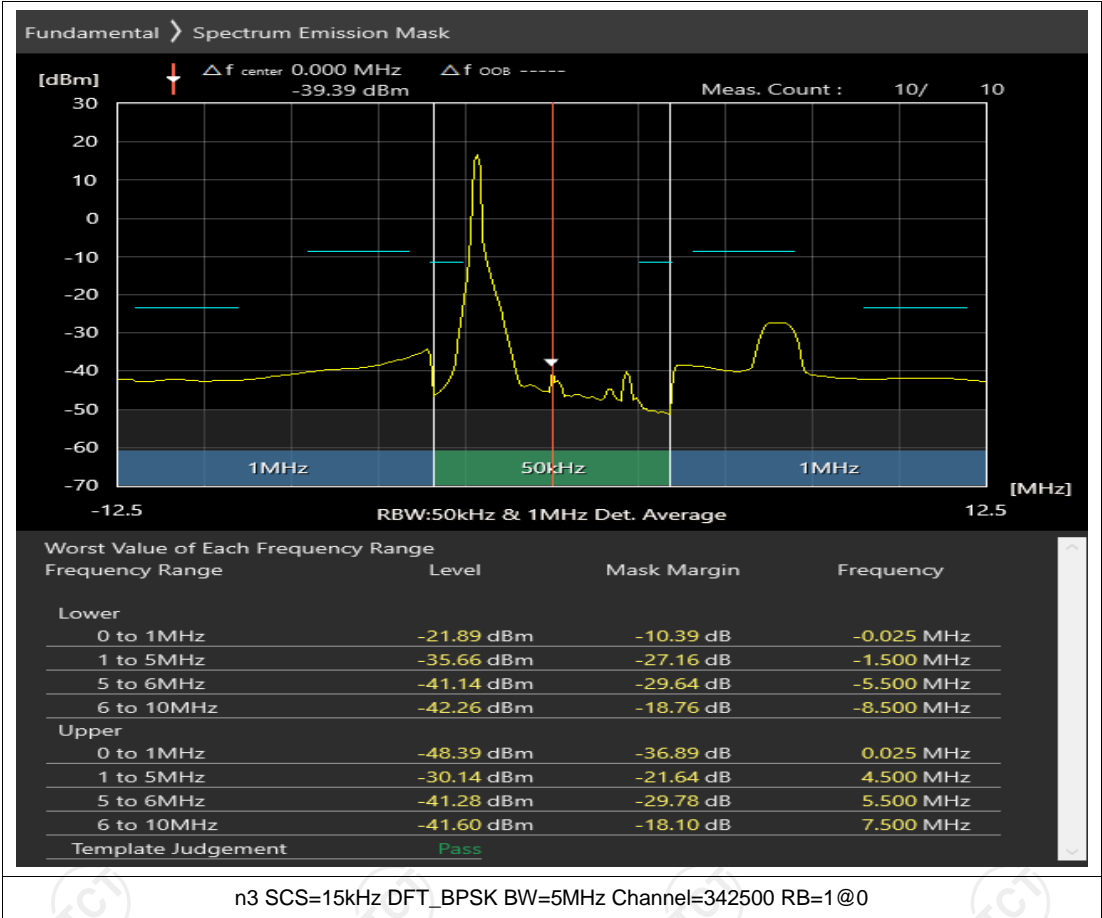 Fundamental ❯ Spectrum Emission Mask
[dBm] △f center 0.000 MHz △f OOB -----
-39.39 dBm Meas. Count : 10/ 10
30
20
10
0
-10
-20
-30
-40
-50
-60
-70
1MHz 50kHz 1MHz
[MHz]
-12.5 RBW:50kHz & 1MHz Det. Average 12.5
Worst Value of Each Frequency Range
Frequency Range Level Mask Margin Frequency
Lower
0 to 1MHz -21.89 dBm -10.39 dB -0.025 MHz
1 to 5MHz -35.66 dBm -27.16 dB -1.500 MHz
5 to 6MHz -41.14 dBm -29.64 dB -5.500 MHz
6 to 10MHz -42.26 dBm -18.76 dB -8.500 MHz
Upper
0 to 1MHz -48.39 dBm -36.89 dB 0.025 MHz
1 to 5MHz -30.14 dBm -21.64 dB 4.500 MHz
5 to 6MHz -41.28 dBm -29.78 dB 5.500 MHz
6 to 10MHz -41.60 dBm -18.10 dB 7.500 MHz
Template Judgement Pass
n3 SCS=15kHz DFT_BPSK BW=5MHz Channel=342500 RB=1@0
TCT TCT TCT